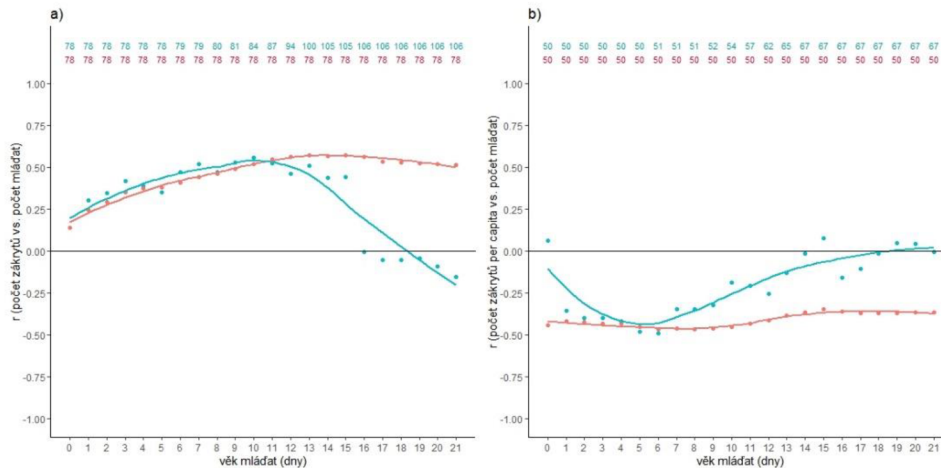 a)
78 78 78 78 78 78 79 79 80 81 84 87 94 100 105 105 106 106 106 106 106 106
78 78 78 78 78 78 78 78 78 78 78 78 78 78 78 78 78 78 78 78 78 78
r (počet zákrytů vs. počet mláďat)
1.00
0.75
0.50
0.25
0.00
-0.25
-0.50
-0.75
-1.00
0 1 2 3 4 5 6 7 8 9 10 11 12 13 14 15 16 17 18 19 20 21
věk mláďat (dny)
b)
50 50 50 50 50 50 51 51 51 52 54 57 62 65 67 67 67 67 67 67 67 67
50 50 50 50 50 50 50 50 50 50 50 50 50 50 50 50 50 50 50 50 50 50
r (počet zákrytů per capita vs. počet mláďat)
1.00
0.75
0.50
0.25
0.00
-0.25
-0.50
-0.75
-1.00
0 1 2 3 4 5 6 7 8 9 10 11 12 13 14 15 16 17 18 19 20 21
věk mláďat (dny)